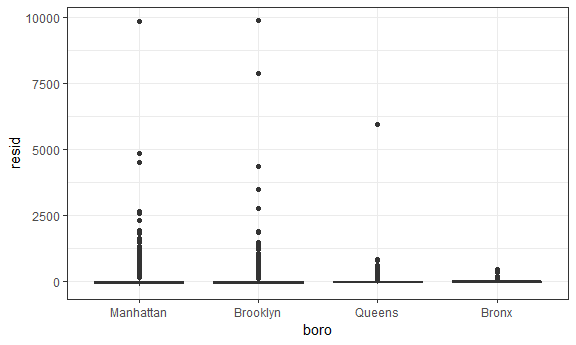 10000
7500
5000
2500
0
resid
Manhattan
Brooklyn
Queens
Bronx
boro